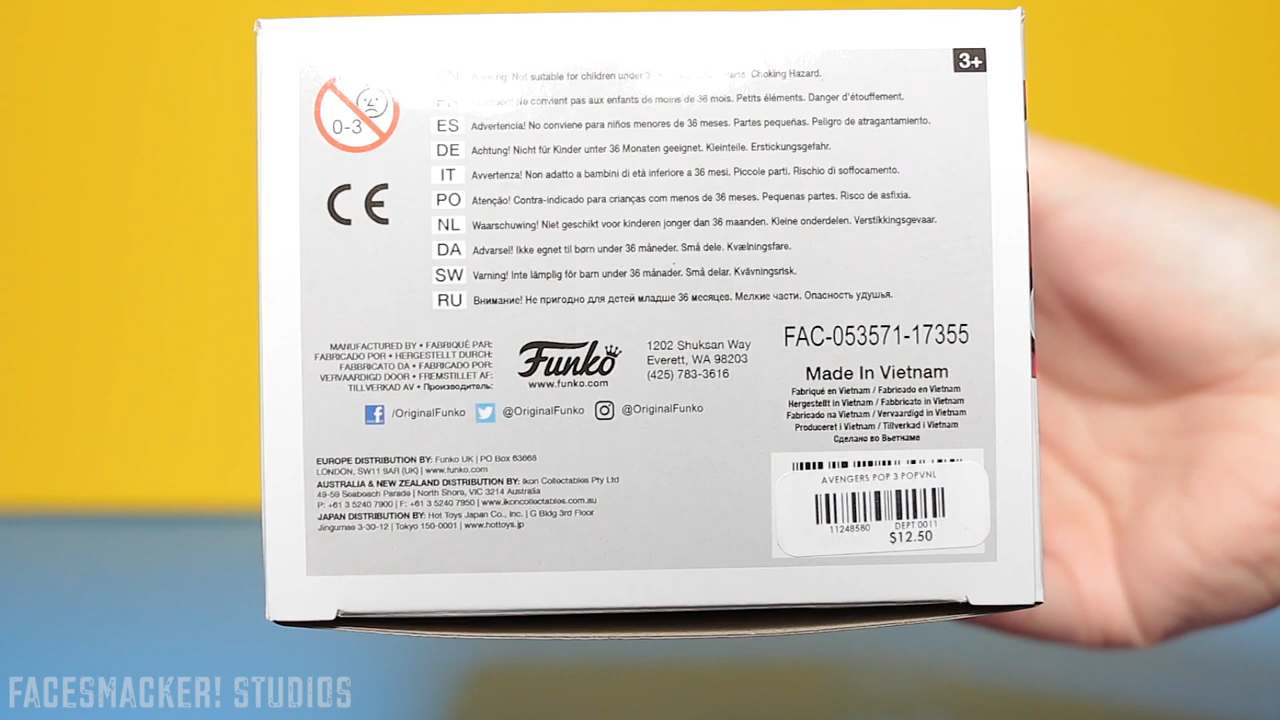 3+
0-3
Not suitable for children under 3 Choking Hazard.
Ne convient pas aux enfants de moins de 36 mois. Petits éléments. Danger d'étouffement.
ES Advertencia! No conviene para niños menores de 36 meses. Partes pequeñas. Peligro de atragantamiento.
DE Achtung! Nicht für Kinder unter 36 Monaten geeignet. Kleinteile. Erstickungsgefahr.
IT Avvertenza! Non adatto a bambini di età inferiore a 36 mesi. Piccole parti. Rischio di soffocamento.
PO Atenção! Contra-indicado para crianças com menos de 36 meses. Pequenas partes. Risco de asfixia.
NL Waarschuwing! Niet geschikt voor kinderen jonger dan 36 maanden. Kleine onderdelen. Verstikkingsgevaar.
DA Advarsel! Ikke egnet til børn under 36 måneder. Små dele. Kvælningsfare.
SW Varning! Inte lämplig för barn under 36 månader. Små delar. Kvävningsrisk.
RU Внимание! Не пригодно для детей младше 36 месяцев. Мелкие части. Опасность удушья.
CE
MANUFACTURED BY • FABRIQUÉ PAR:
FABRICADO POR • HERGESTELLT DURCH:
FABBRICATO DA • FABRICADO POR:
VERVAARDIGD DOOR • FREMSTILLET AF:
TILLVERKAD AV • Производитель:
Funko
www.funko.com
1202 Shuksan Way
Everett, WA 98203
(425) 783-3616
/OriginalFunko @OriginalFunko @OriginalFunko
FAC-053571-17355
Made In Vietnam
Fabriqué en Vietnam / Fabricado en Vietnam
Hergestellt in Vietnam / Fabbricato in Vietnam
Fabricado na Vietnam / Vervaardigd in Vietnam
Produceret i Vietnam / Tillverkad i Vietnam
Сделано во Вьетнаме
EUROPE DISTRIBUTION BY: Funko UK | PO Box 63668
LONDON, SW11 9AR (UK) | www.funko.com
AUSTRALIA & NEW ZEALAND DISTRIBUTION BY: Ikon Collectables Pty Ltd
49-59 Seabeach Parade | North Shore, VIC 3214 Australia
P: +61 3 5240 7900 | F: +61 3 5240 7950 | www.ikoncollectables.com.au
JAPAN DISTRIBUTION BY: Hot Toys Japan Co., Inc. | G Bldg 3rd Floor
Jingumae 3-30-12 | Tokyo 150-0001 | www.hottoys.jp
AVENGERS POP 3 POPVNL
11248580 DEPT 0011
$12.50
FACESMACKER! STUDIOS